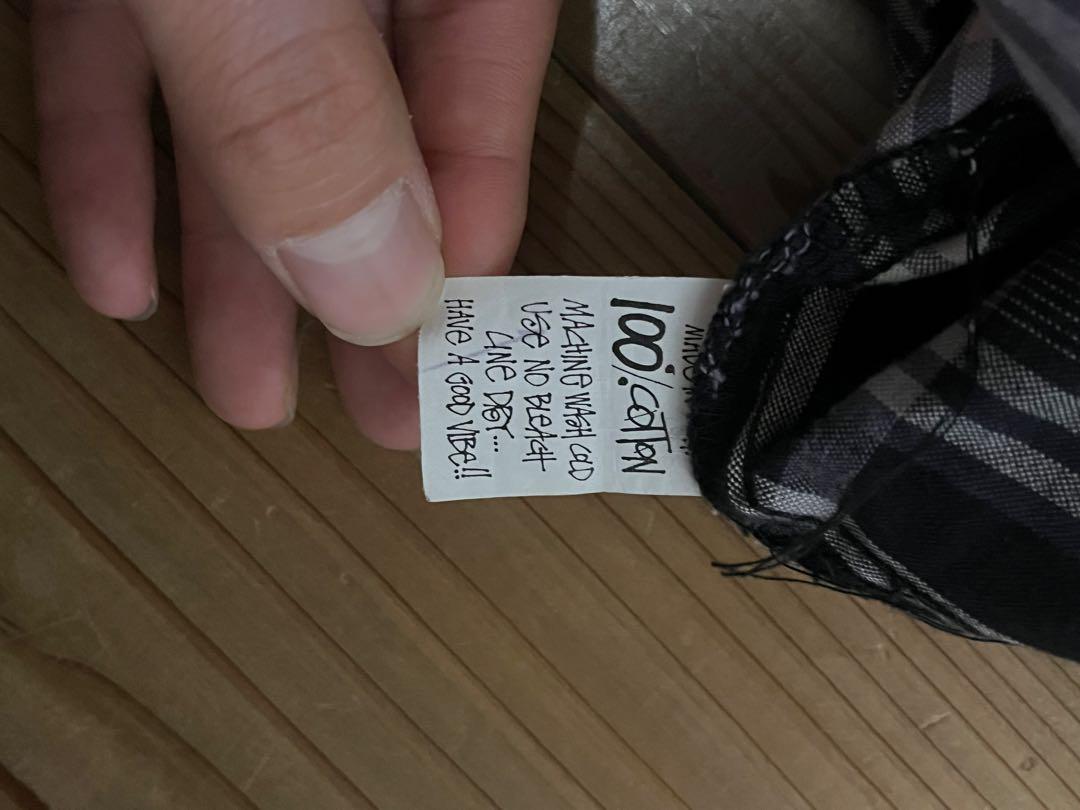 100% COTTON
MACHINE WASH COLD
USE NO BLEACH
LINE DRY...
HAVE A GOOD VIBE!!